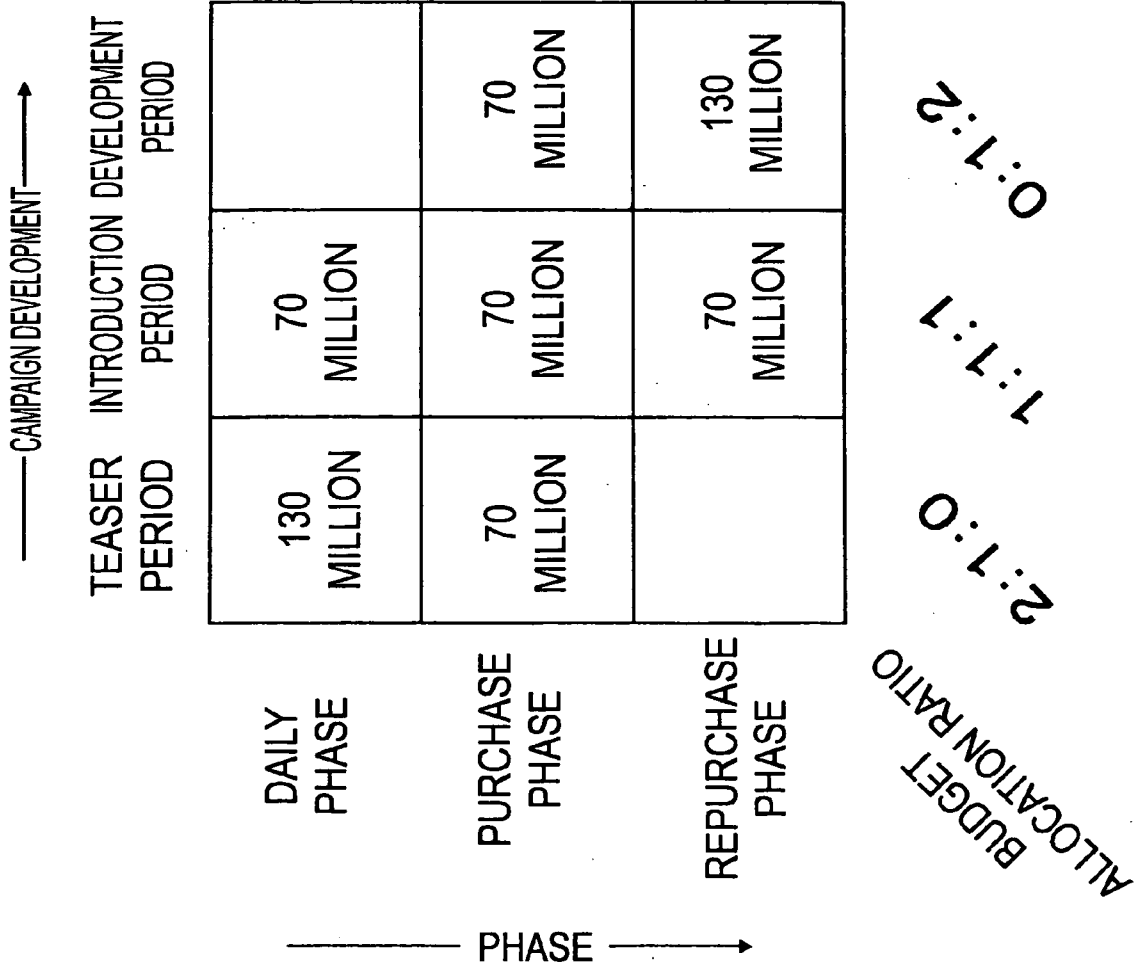 CAMPAIGN DEVELOPMENT
TEASER INTRODUCTION DEVELOPMENT
PERIOD PERIOD PERIOD
DAILY
PHASE
130
MILLION
70
MILLION
PURCHASE
PHASE
70
MILLION
70
MILLION
70
MILLION
REPURCHASE
PHASE
70
MILLION
130
MILLION
BUDGET
ALLOCATION RATIO
2:1:0
1:1:1
0:1:2
PHASE